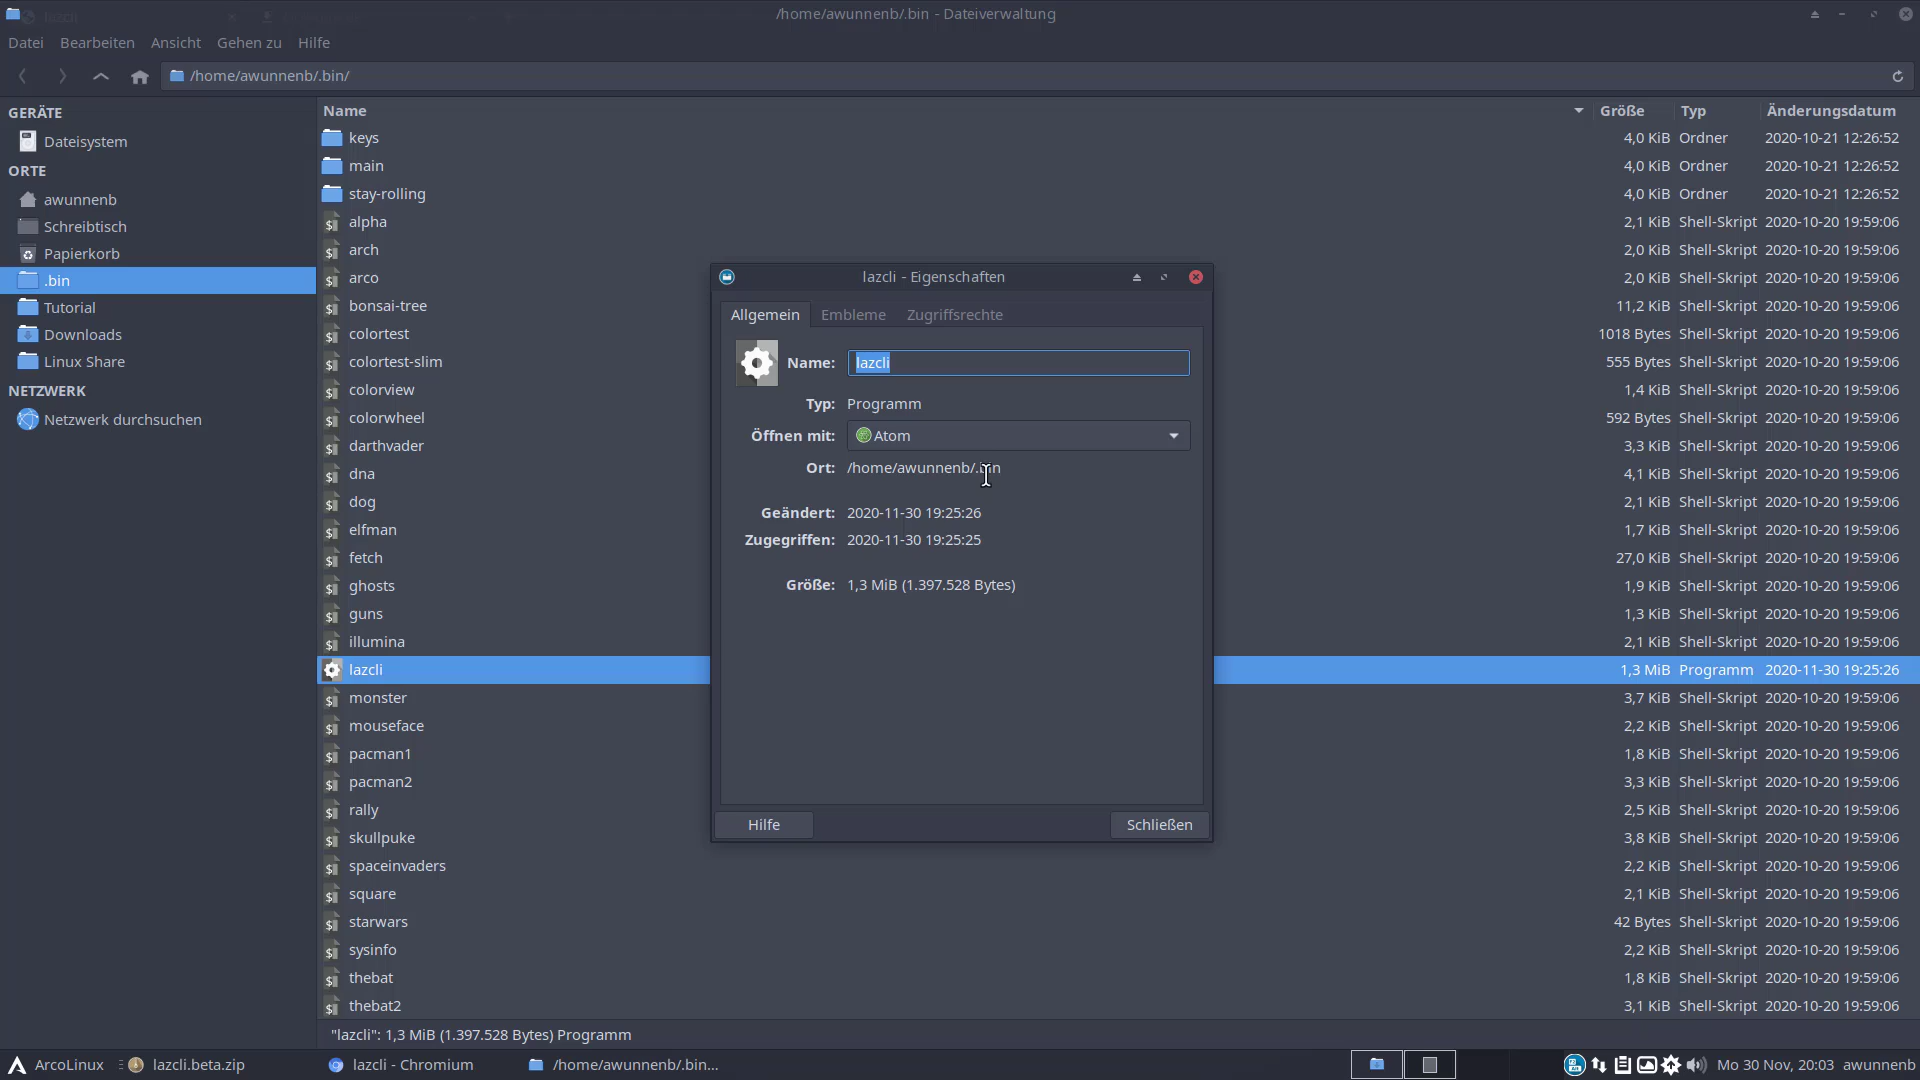 /home/awunnenb/.bin - Dateiverwaltung
Datei Bearbeiten Ansicht Gehen zu Hilfe
/home/awunnenb/.bin/
GERÄTE
Dateisystem
ORTE
awunnenb
Schreibtisch
Papierkorb
.bin
Tutorial
Downloads
Linux Share
NETZWERK
Netzwerk durchsuchen
Name Größe Typ Änderungsdatum
keys 4,0 KiB Ordner 2020-10-21 12:26:52
main 4,0 KiB Ordner 2020-10-21 12:26:52
stay-rolling 4,0 KiB Ordner 2020-10-21 12:26:52
alpha 2,1 KiB Shell-Skript 2020-10-20 19:59:06
arch 2,0 KiB Shell-Skript 2020-10-20 19:59:06
arco 2,0 KiB Shell-Skript 2020-10-20 19:59:06
bonsai-tree 11,2 KiB Shell-Skript 2020-10-20 19:59:06
colortest 1018 Bytes Shell-Skript 2020-10-20 19:59:06
colortest-slim 555 Bytes Shell-Skript 2020-10-20 19:59:06
colorview 1,4 KiB Shell-Skript 2020-10-20 19:59:06
colorwheel 592 Bytes Shell-Skript 2020-10-20 19:59:06
darthvader 3,3 KiB Shell-Skript 2020-10-20 19:59:06
dna 4,1 KiB Shell-Skript 2020-10-20 19:59:06
dog 2,1 KiB Shell-Skript 2020-10-20 19:59:06
elfman 1,7 KiB Shell-Skript 2020-10-20 19:59:06
fetch 27,0 KiB Shell-Skript 2020-10-20 19:59:06
ghosts 1,9 KiB Shell-Skript 2020-10-20 19:59:06
guns 1,3 KiB Shell-Skript 2020-10-20 19:59:06
illumina 2,1 KiB Shell-Skript 2020-10-20 19:59:06
lazcli 1,3 MiB Programm 2020-11-30 19:25:26
monster 3,7 KiB Shell-Skript 2020-10-20 19:59:06
mouseface 2,2 KiB Shell-Skript 2020-10-20 19:59:06
pacman1 1,8 KiB Shell-Skript 2020-10-20 19:59:06
pacman2 3,3 KiB Shell-Skript 2020-10-20 19:59:06
rally 2,5 KiB Shell-Skript 2020-10-20 19:59:06
skullpuke 3,8 KiB Shell-Skript 2020-10-20 19:59:06
spaceinvaders 2,2 KiB Shell-Skript 2020-10-20 19:59:06
square 2,1 KiB Shell-Skript 2020-10-20 19:59:06
starwars 42 Bytes Shell-Skript 2020-10-20 19:59:06
sysinfo 2,2 KiB Shell-Skript 2020-10-20 19:59:06
thebat 1,8 KiB Shell-Skript 2020-10-20 19:59:06
thebat2 3,1 KiB Shell-Skript 2020-10-20 19:59:06
lazcli - Eigenschaften
Allgemein Embleme Zugriffsrechte
Name: lazcli
Typ: Programm
Öffnen mit: Atom
Ort: /home/awunnenb/.bin
Geändert: 2020-11-30 19:25:26
Zugegriffen: 2020-11-30 19:25:25
Größe: 1,3 MiB (1.397.528 Bytes)
Hilfe Schließen
"lazcli": 1,3 MiB (1.397.528 Bytes) Programm
ArcoLinux lazcli.beta.zip lazcli - Chromium /home/awunnenb/.bin... Mo 30 Nov, 20:03 awunnenb